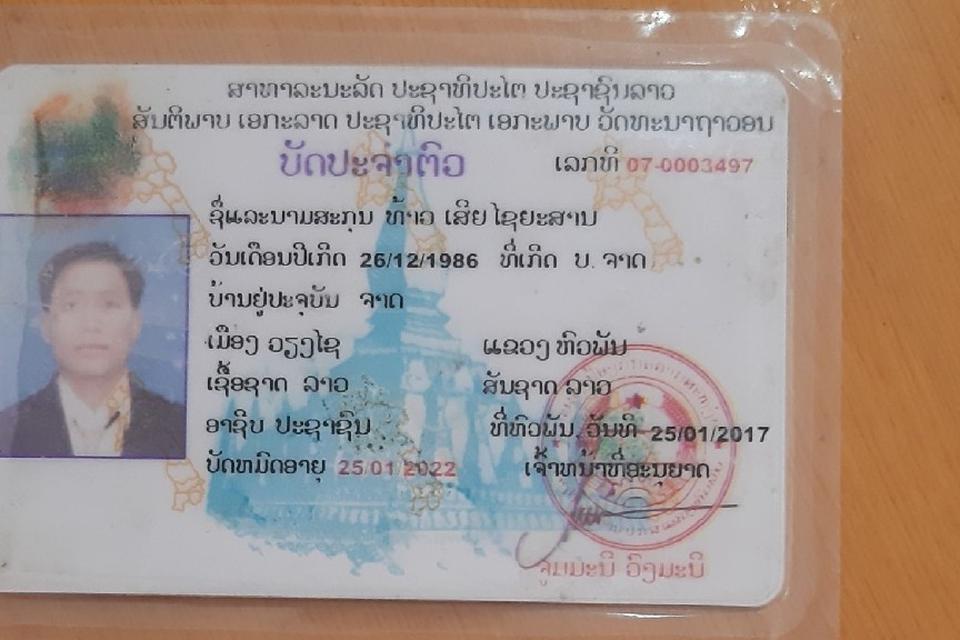 ສາທາລະນະລັດ ປະຊາທິປະໄຕ ປະຊາຊົນລາວ
ສັນຕິພາບ ເອກະລາດ ປະຊາທິປະໄຕ ເອກະພາບ ວັດທະນາຖາວອນ
ບັດປະຈຳຕົວ ເລກທີ 07-0003497
ຊື່ແລະນາມສະກຸນ ທ້າວ ເສີຍ ໄຊຍະສານ
ວັນເດືອນປີເກີດ 26/12/1986 ທີ່ເກີດ ບ. ຈາດ
ບ້ານຢູ່ປະຈຸບັນ ຈາດ
ເມືອງ ວຽງໄຊ ແຂວງ ຫົວພັນ
ເຊື້ອຊາດ ລາວ ສັນຊາດ ລາວ
ອາຊີບ ປະຊາຊົນ ທີ່ຫົວພັນ, ວັນທີ 25/01/2017
ບັດຫມົດອາຍຸ 25/01/2022 ເຈົ້າຫນ້າທີ່ອະນຸຍາດ
ຈູມມະນີ ວົງມະນີ